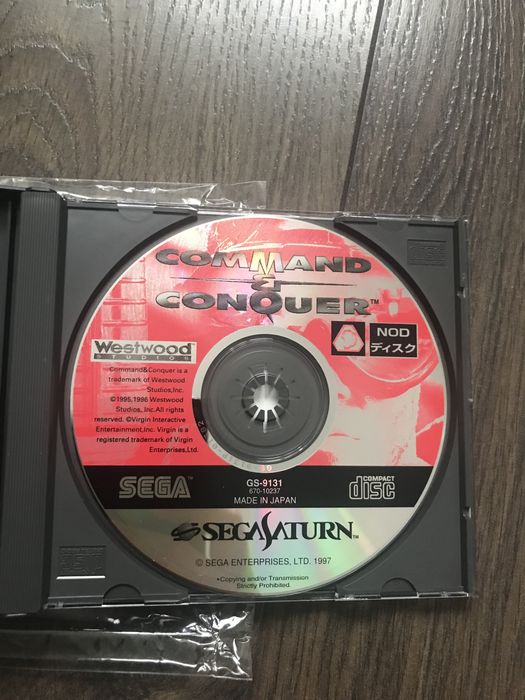 COMMAND
&
CONQUER™
NOD
ディスク
Westwood
STUDIOS
Command&Conquer is a
trademark of Westwood
Studios,Inc.
©1995,1996 Westwood
Studios,Inc.All rights
reserved. ©Virgin Interactive
Entertainment,Inc. Virgin is a
registered trademark of Virgin
Enterprises,Ltd.
SEGA
GS-9131
670-10237
MADE IN JAPAN
COMPACT
disc
SEGA SATURN™
© SEGA ENTERPRISES, LTD. 1997
•Copying and/or Transmission
Strictly Prohibited.